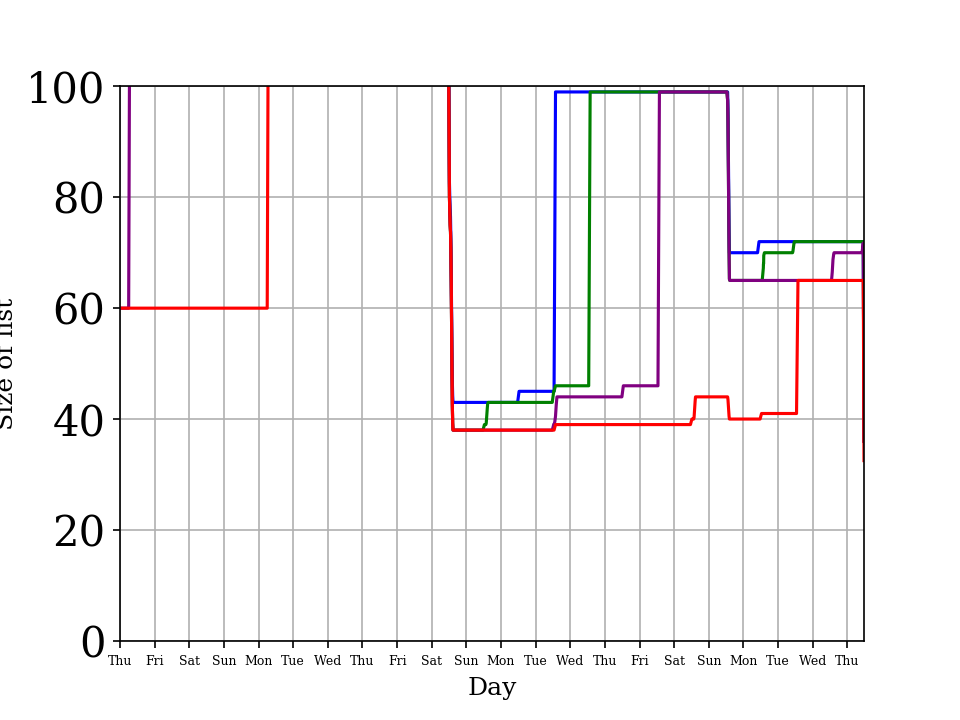 100
80
60
40
20
0
Size of list
Thu Fri Sat Sun Mon Tue Wed Thu Fri Sat Sun Mon Tue Wed Thu Fri Sat Sun Mon Tue Wed Thu
Day